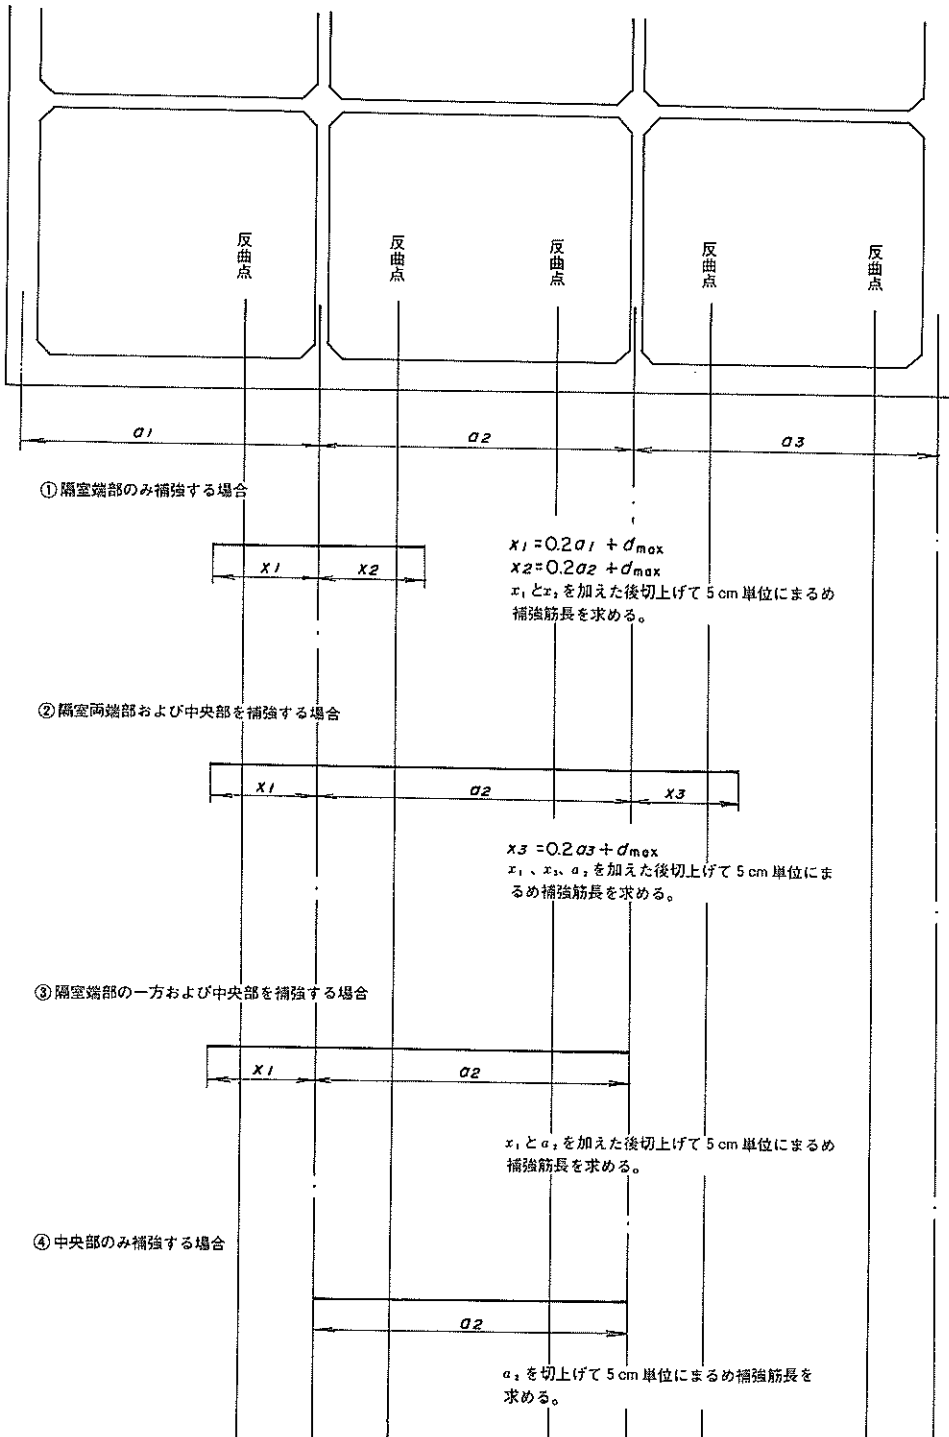 反曲点
反曲点
反曲点
反曲点
反曲点
a1
a2
a3
①隔室端部のみ補強する場合
x1=0.2a1+dmax
x2=0.2a2+dmax
x₁とx₂を加えた後切上げて5cm単位にまるめ
補強筋長を求める。
x1
x2
②隔室両端部および中央部を補強する場合
x1
a2
x3
x3=0.2a3+dmax
x₁、x₃、a₂を加えた後切上げて5cm単位にま
るめ補強筋長を求める。
③隔室端部の一方および中央部を補強する場合
x1
a2
x₁とa₂を加えた後切上げて5cm単位にまるめ
補強筋長を求める。
④中央部のみ補強する場合
a2
a₂を切上げて5cm単位にまるめ補強筋長を
求める。